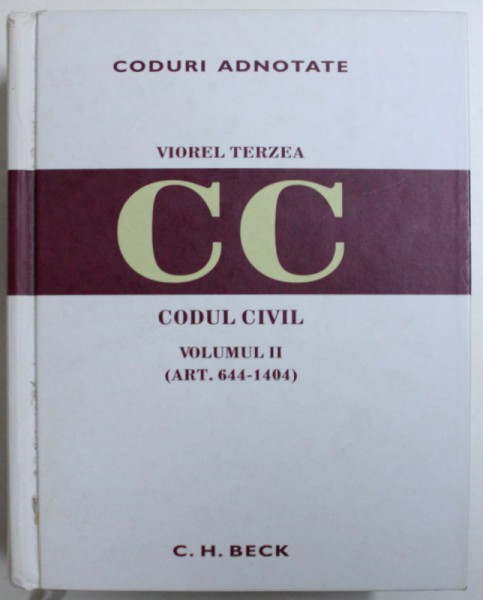 CODURI ADNOTATE
VIOREL TERZEA
CC
CODUL CIVIL
VOLUMUL II
(ART. 644-1404)
C. H. BECK